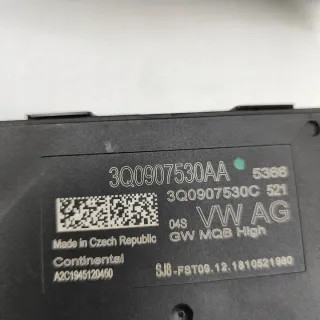 3Q0907530AA 5366
3Q0907530C 521
04S VW AG
Made in Czech Republic
GW MQB High
Continental
A2C1945120450
SJ6-FST09.12.1810521980